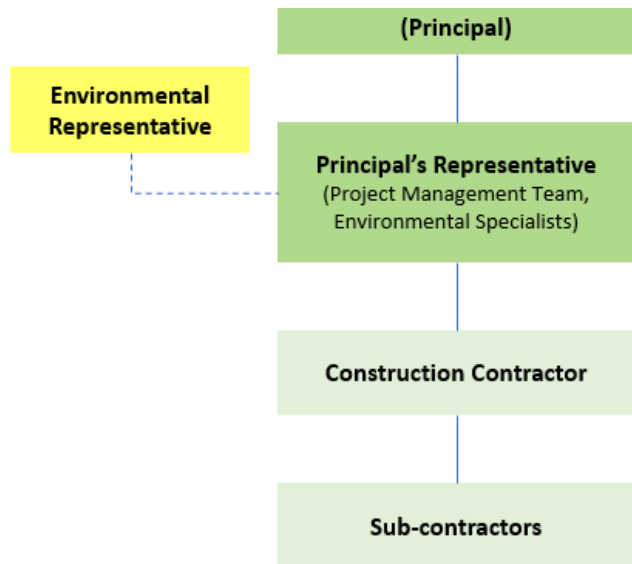 (Principal)
Environmental
Representative
Principal’s Representative
(Project Management Team,
Environmental Specialists)
Construction Contractor
Sub-contractors